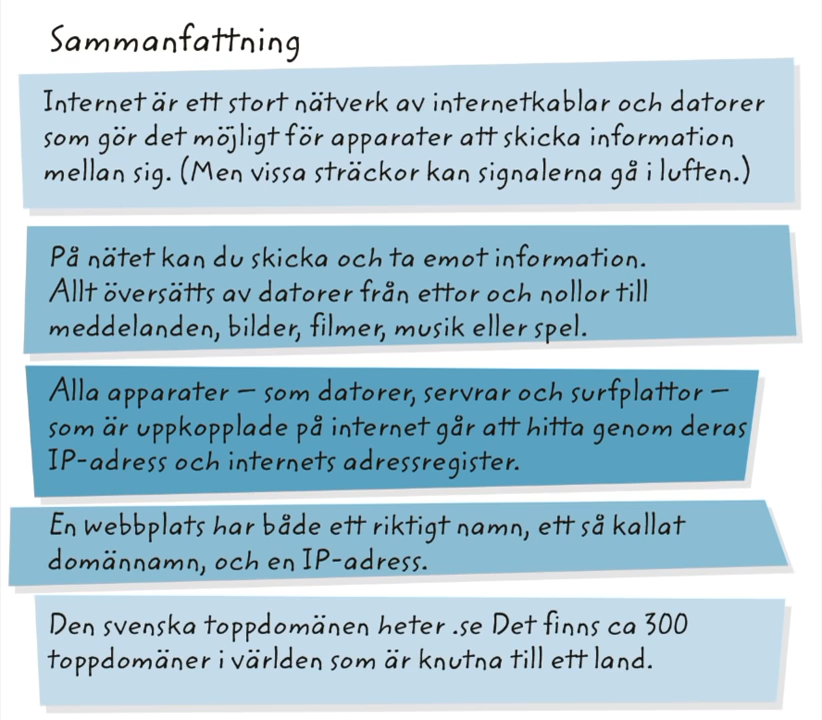 Sammanfattning
Internet är ett stort nätverk av internetkablar och datorer
som gör det möjligt för apparater att skicka information
mellan sig. (Men vissa sträckor kan signalerna gå i luften.)
På nätet kan du skicka och ta emot information.
Allt översätts av datorer från ettor och nollor till
meddelanden, bilder, filmer, musik eller spel.
Alla apparater – som datorer, servrar och surfplattor –
som är uppkopplade på internet går att hitta genom deras
IP-adress och internets adressregister.
En webbplats har både ett riktigt namn, ett så kallat
domännamn, och en IP-adress.
Den svenska toppdomänen heter .se Det finns ca 300
toppdomäner i världen som är knutna till ett land.